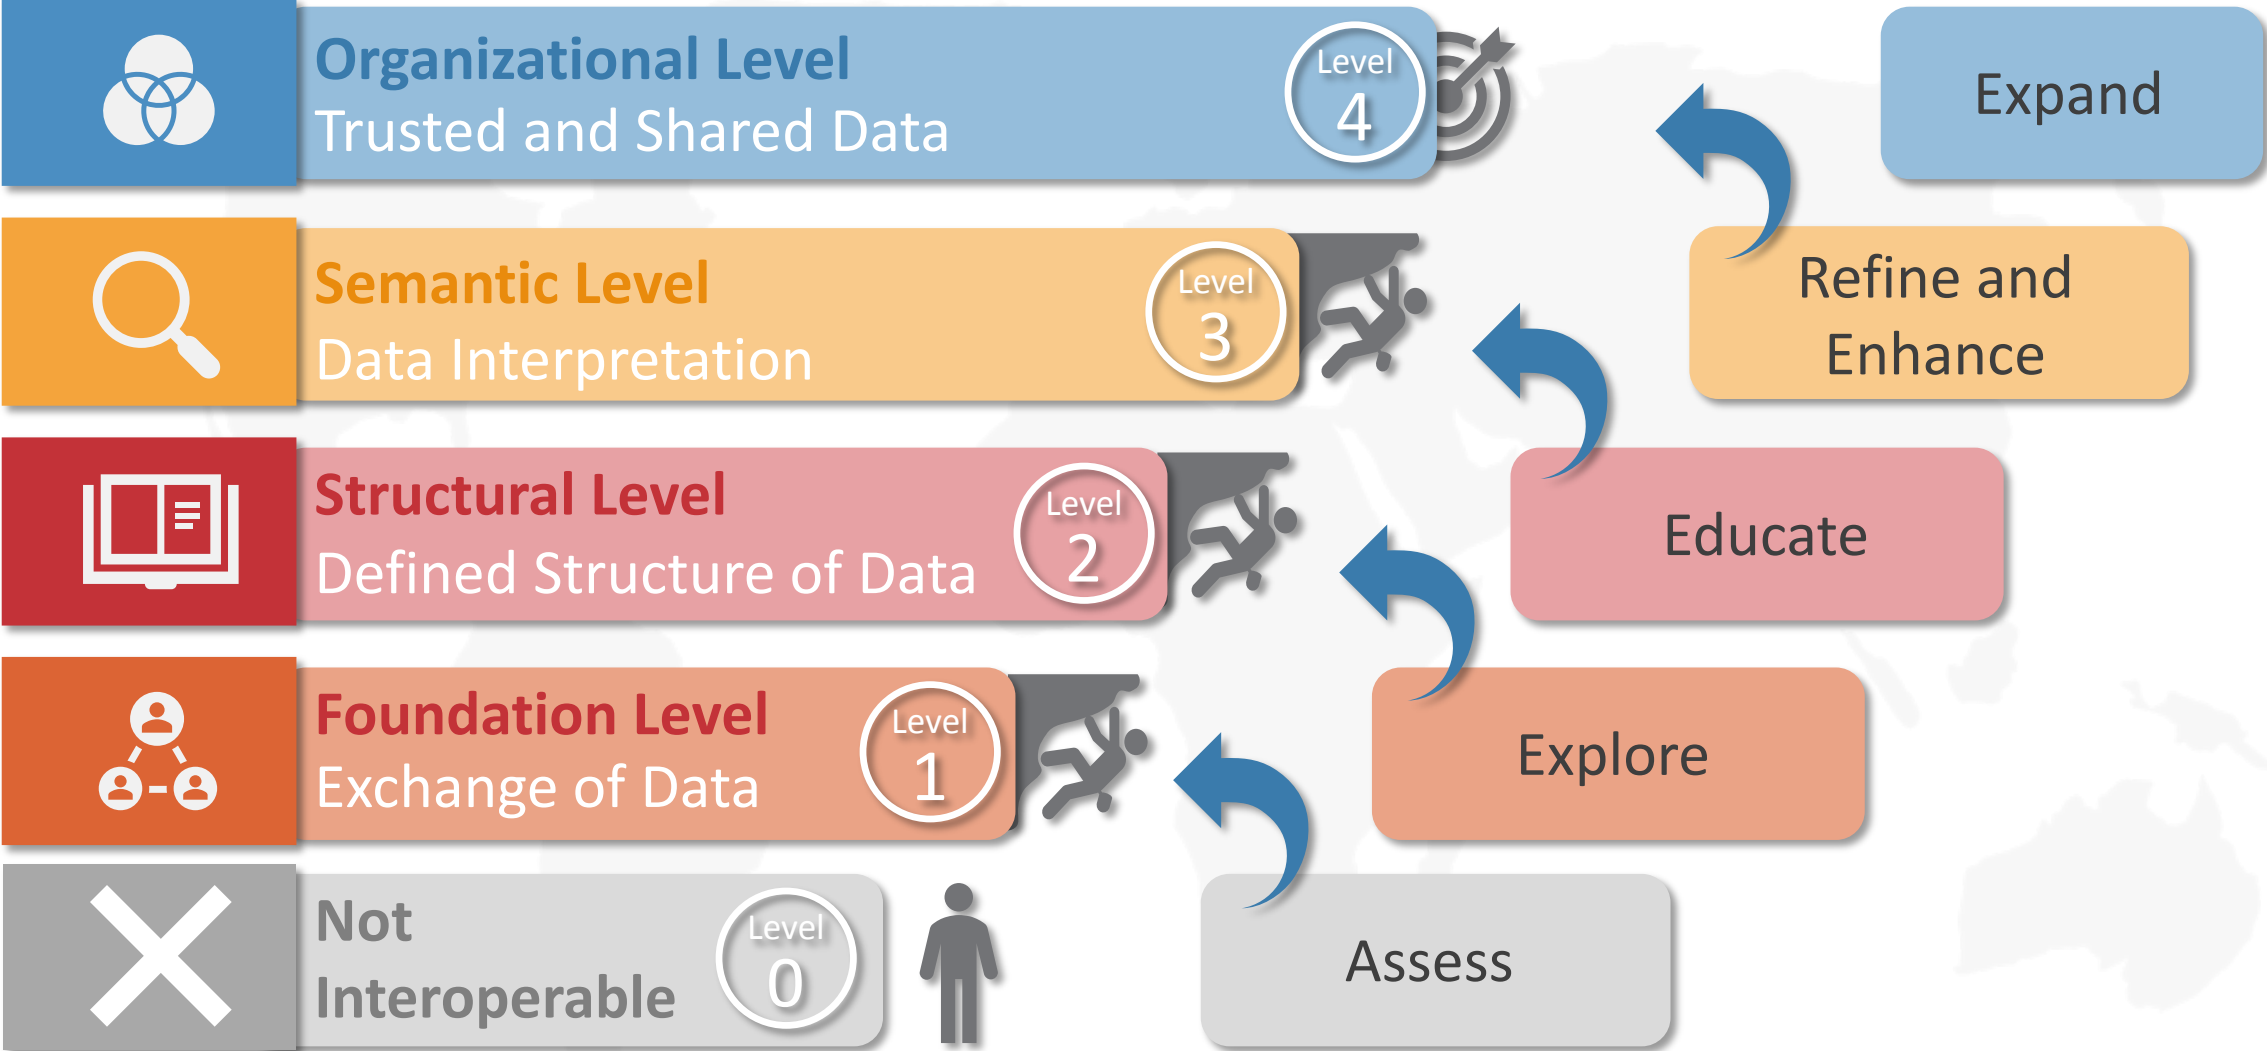 Organizational Level
Trusted and Shared Data
Level
4
Expand
Semantic Level
Data Interpretation
Level
3
Refine and
Enhance
Structural Level
Defined Structure of Data
Level
2
Educate
Foundation Level
Exchange of Data
Level
1
Explore
Not
Interoperable
Level
0
Assess